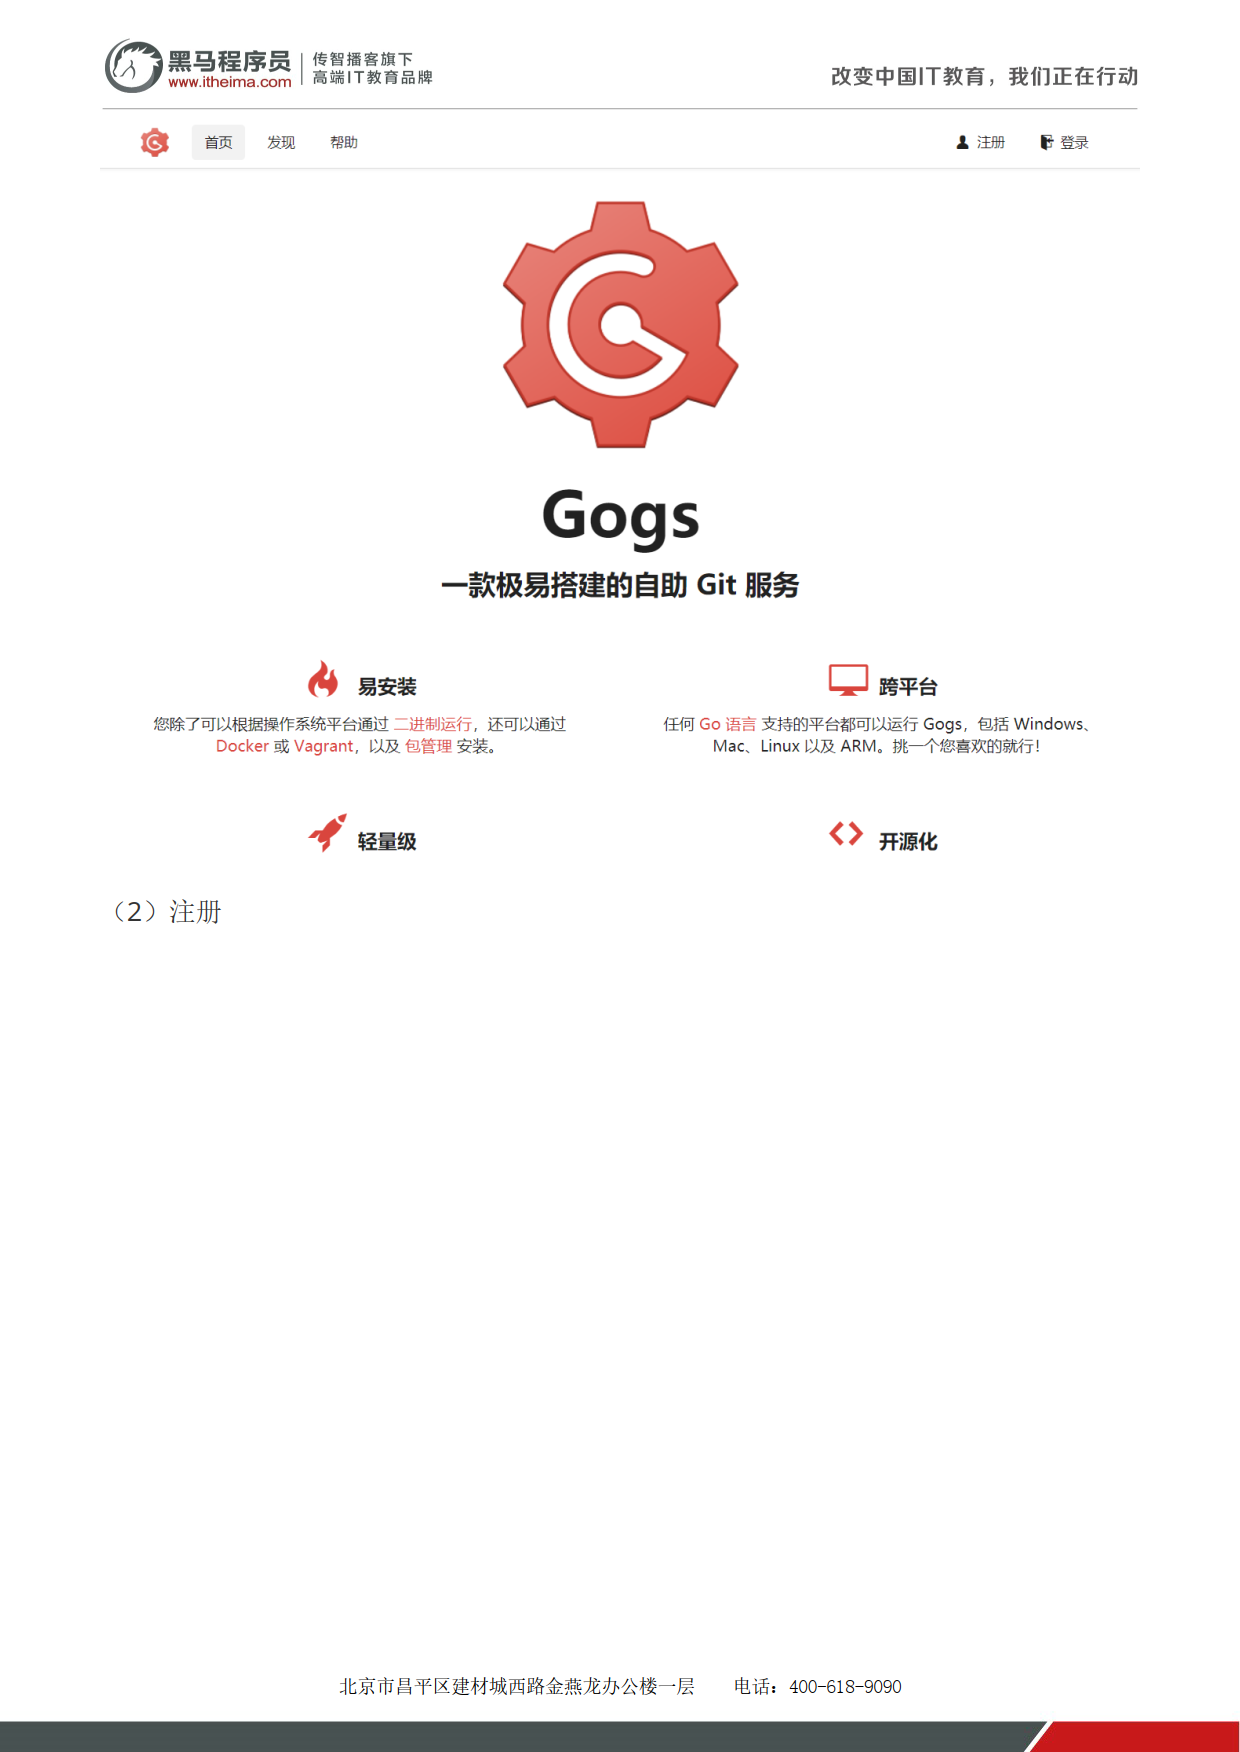 黑马程序员
www.itheima.com
传智播客旗下
高端IT教育品牌
改变中国IT教育，我们正在行动
首页 发现 帮助 注册 登录
Gogs
一款极易搭建的自助 Git 服务
易安装
您除了可以根据操作系统平台通过 二进制运行，还可以通过
Docker 或 Vagrant，以及 包管理 安装。
跨平台
任何 Go 语言 支持的平台都可以运行 Gogs，包括 Windows、
Mac、Linux 以及 ARM。挑一个您喜欢的就行！
轻量级
开源化
（2）注册
北京市昌平区建材城西路金燕龙办公楼一层 电话：400-618-9090